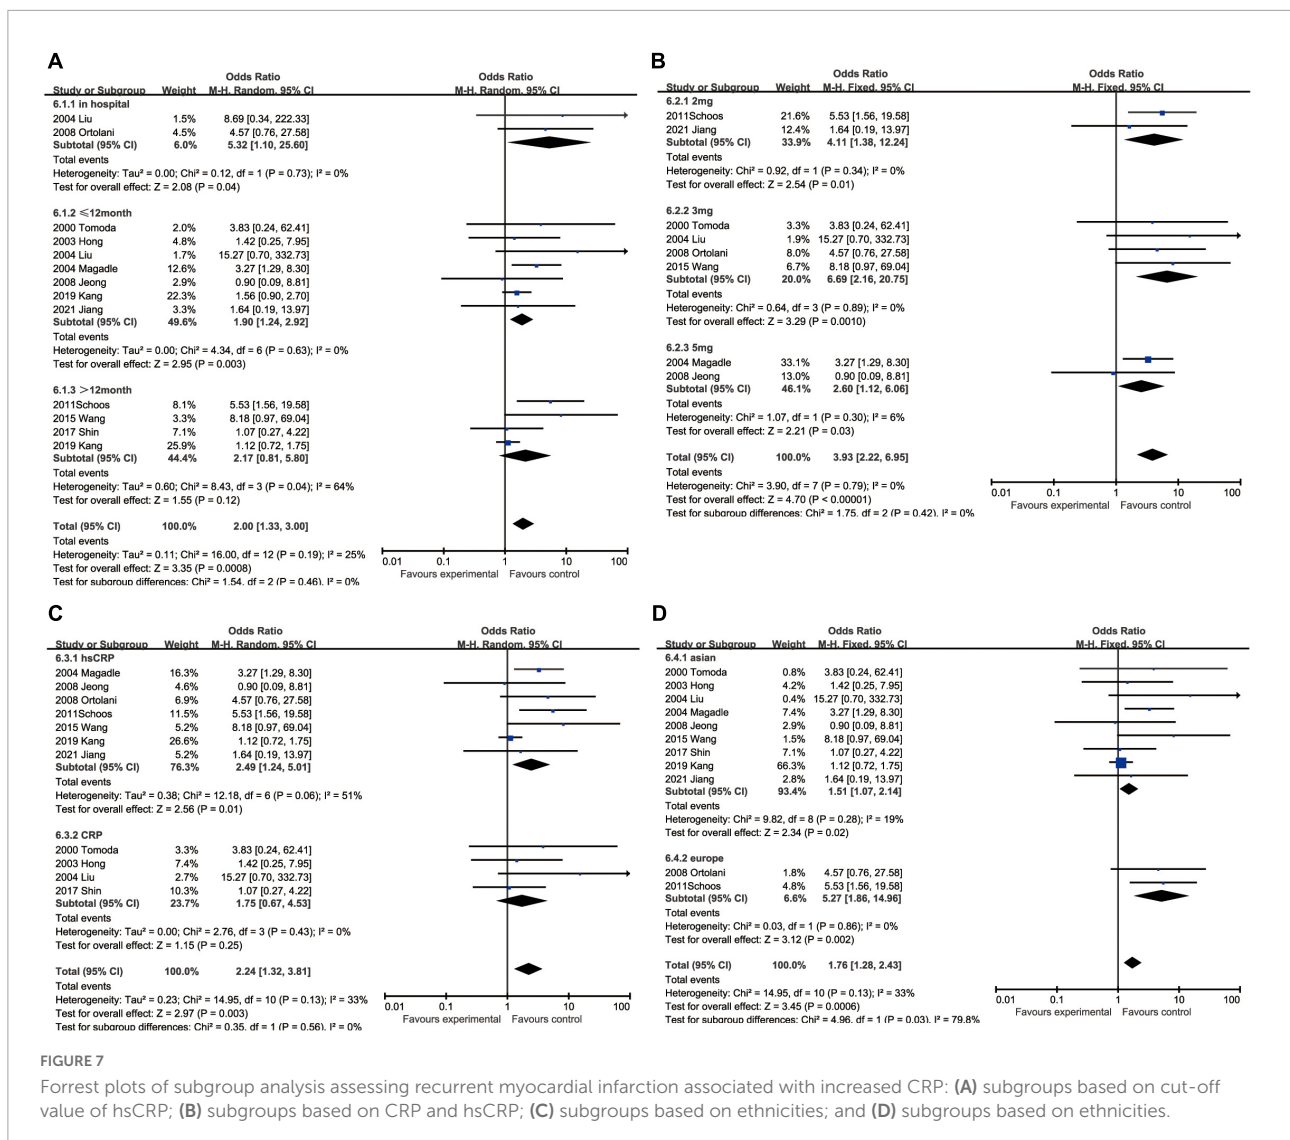 A
Odds Ratio Odds Ratio
Study or Subgroup Weight M-H. Random. 95% CI M-H. Random. 95% CI
6.1.1 in hospital
2004 Liu 1.5% 8.69 [0.34, 222.33]
2008 Ortolani 4.5% 4.57 [0.76, 27.58]
Subtotal (95% CI) 6.0% 5.32 [1.10, 25.60]
Total events
Heterogeneity: Tau² = 0.00; Chi² = 0.12, df = 1 (P = 0.73); I² = 0%
Test for overall effect: Z = 2.08 (P = 0.04)
6.1.2 ≤12month
2000 Tomoda 2.0% 3.83 [0.24, 62.41]
2003 Hong 4.8% 1.42 [0.25, 7.95]
2004 Liu 1.7% 15.27 [0.70, 332.73]
2004 Magadle 12.6% 3.27 [1.29, 8.30]
2008 Jeong 2.9% 0.90 [0.09, 8.81]
2019 Kang 22.3% 1.56 [0.90, 2.70]
2021 Jiang 3.3% 1.64 [0.19, 13.97]
Subtotal (95% CI) 49.6% 1.90 [1.24, 2.92]
Total events
Heterogeneity: Tau² = 0.00; Chi² = 4.34, df = 6 (P = 0.63); I² = 0%
Test for overall effect: Z = 2.95 (P = 0.003)
6.1.3 >12month
2011Schoos 8.1% 5.53 [1.56, 19.58]
2015 Wang 3.3% 8.18 [0.97, 69.04]
2017 Shin 7.1% 1.07 [0.27, 4.22]
2019 Kang 25.9% 1.12 [0.72, 1.75]
Subtotal (95% CI) 44.4% 2.17 [0.81, 5.80]
Total events
Heterogeneity: Tau² = 0.60; Chi² = 8.43, df = 3 (P = 0.04); I² = 64%
Test for overall effect: Z = 1.55 (P = 0.12)
Total (95% CI) 100.0% 2.00 [1.33, 3.00]
Total events
Heterogeneity: Tau² = 0.11; Chi² = 16.00, df = 12 (P = 0.19); I² = 25%
Test for overall effect: Z = 3.35 (P = 0.0008)
Test for subgroup differences: Chi² = 1.54. df = 2 (P = 0.46). I² = 0%
0.01 0.1 1 10 100
Favours experimental Favours control
B
Odds Ratio Odds Ratio
Study or Subgroup Weight M-H. Fixed. 95% CI M-H. Fixed. 95% CI
6.2.1 2mg
2011Schoos 21.6% 5.53 [1.56, 19.58]
2021 Jiang 12.4% 1.64 [0.19, 13.97]
Subtotal (95% CI) 33.9% 4.11 [1.38, 12.24]
Total events
Heterogeneity: Chi² = 0.92, df = 1 (P = 0.34); I² = 0%
Test for overall effect: Z = 2.54 (P = 0.01)
6.2.2 3mg
2000 Tomoda 3.3% 3.83 [0.24, 62.41]
2004 Liu 1.9% 15.27 [0.70, 332.73]
2008 Ortolani 8.0% 4.57 [0.76, 27.58]
2015 Wang 6.7% 8.18 [0.97, 69.04]
Subtotal (95% CI) 20.0% 6.69 [2.16, 20.75]
Total events
Heterogeneity: Chi² = 0.64, df = 3 (P = 0.89); I² = 0%
Test for overall effect: Z = 3.29 (P = 0.0010)
6.2.3 5mg
2004 Magadle 33.1% 3.27 [1.29, 8.30]
2008 Jeong 13.0% 0.90 [0.09, 8.81]
Subtotal (95% CI) 46.1% 2.60 [1.12, 6.06]
Total events
Heterogeneity: Chi² = 1.07, df = 1 (P = 0.30); I² = 6%
Test for overall effect: Z = 2.21 (P = 0.03)
Total (95% CI) 100.0% 3.93 [2.22, 6.95]
Total events
Heterogeneity: Chi² = 3.90, df = 7 (P = 0.79); I² = 0%
Test for overall effect: Z = 4.70 (P < 0.00001)
Test for subgroup differences: Chi² = 1.75. df = 2 (P = 0.42). I² = 0%
0.01 0.1 1 10 100
Favours experimental Favours control
C
Odds Ratio Odds Ratio
Study or Subgroup Weight M-H. Random. 95% CI M-H. Random. 95% CI
6.3.1 hsCRP
2004 Magadle 16.3% 3.27 [1.29, 8.30]
2008 Jeong 4.6% 0.90 [0.09, 8.81]
2008 Ortolani 6.9% 4.57 [0.76, 27.58]
2011Schoos 11.5% 5.53 [1.56, 19.58]
2015 Wang 5.2% 8.18 [0.97, 69.04]
2019 Kang 26.6% 1.12 [0.72, 1.75]
2021 Jiang 5.2% 1.64 [0.19, 13.97]
Subtotal (95% CI) 76.3% 2.49 [1.24, 5.01]
Total events
Heterogeneity: Tau² = 0.38; Chi² = 12.18, df = 6 (P = 0.06); I² = 51%
Test for overall effect: Z = 2.56 (P = 0.01)
6.3.2 CRP
2000 Tomoda 3.3% 3.83 [0.24, 62.41]
2003 Hong 7.4% 1.42 [0.25, 7.95]
2004 Liu 2.7% 15.27 [0.70, 332.73]
2017 Shin 10.3% 1.07 [0.27, 4.22]
Subtotal (95% CI) 23.7% 1.75 [0.67, 4.53]
Total events
Heterogeneity: Tau² = 0.00; Chi² = 2.76, df = 3 (P = 0.43); I² = 0%
Test for overall effect: Z = 1.15 (P = 0.25)
Total (95% CI) 100.0% 2.24 [1.32, 3.81]
Total events
Heterogeneity: Tau² = 0.23; Chi² = 14.95, df = 10 (P = 0.13); I² = 33%
Test for overall effect: Z = 2.97 (P = 0.003)
Test for subgroup differences: Chi² = 0.35. df = 1 (P = 0.56). I² = 0%
0.01 0.1 1 10 100
Favours experimental Favours control
D
Odds Ratio Odds Ratio
Study or Subgroup Weight M-H. Fixed. 95% CI M-H. Fixed. 95% CI
6.4.1 asian
2000 Tomoda 0.8% 3.83 [0.24, 62.41]
2003 Hong 4.2% 1.42 [0.25, 7.95]
2004 Liu 0.4% 15.27 [0.70, 332.73]
2004 Magadle 7.4% 3.27 [1.29, 8.30]
2008 Jeong 2.9% 0.90 [0.09, 8.81]
2015 Wang 1.5% 8.18 [0.97, 69.04]
2017 Shin 7.1% 1.07 [0.27, 4.22]
2019 Kang 66.3% 1.12 [0.72, 1.75]
2021 Jiang 2.8% 1.64 [0.19, 13.97]
Subtotal (95% CI) 93.4% 1.51 [1.07, 2.14]
Total events
Heterogeneity: Chi² = 9.82, df = 8 (P = 0.28); I² = 19%
Test for overall effect: Z = 2.34 (P = 0.02)
6.4.2 europe
2008 Ortolani 1.8% 4.57 [0.76, 27.58]
2011Schoos 4.8% 5.53 [1.56, 19.58]
Subtotal (95% CI) 6.6% 5.27 [1.86, 14.96]
Total events
Heterogeneity: Chi² = 0.03, df = 1 (P = 0.86); I² = 0%
Test for overall effect: Z = 3.12 (P = 0.002)
Total (95% CI) 100.0% 1.76 [1.28, 2.43]
Total events
Heterogeneity: Chi² = 14.95, df = 10 (P = 0.13); I² = 33%
Test for overall effect: Z = 3.45 (P = 0.0006)
Test for subgroup differences: Chi² = 4.96. df = 1 (P = 0.03). I² = 79.8%
0.01 0.1 1 10 100
Favours experimental Favours control
FIGURE 7
Forrest plots of subgroup analysis assessing recurrent myocardial infarction associated with increased CRP: (A) subgroups based on cut-off
value of hsCRP; (B) subgroups based on CRP and hsCRP; (C) subgroups based on ethnicities; and (D) subgroups based on ethnicities.